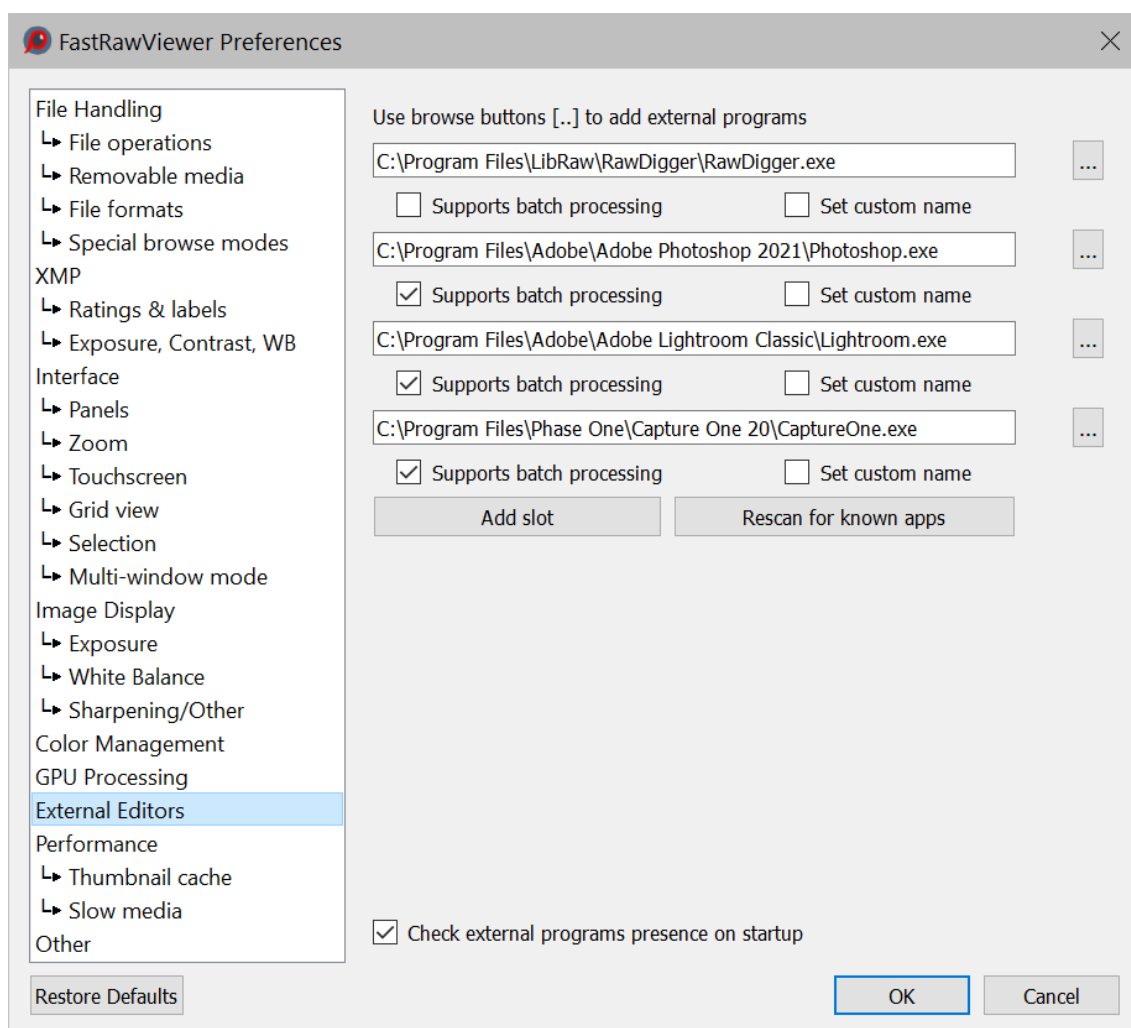 FastRawViewer Preferences
File Handling
File operations
Removable media
File formats
Special browse modes
XMP
Ratings & labels
Exposure, Contrast, WB
Interface
Panels
Zoom
Touchscreen
Grid view
Selection
Multi-window mode
Image Display
Exposure
White Balance
Sharpening/Other
Color Management
GPU Processing
External Editors
Performance
Thumbnail cache
Slow media
Other
Use browse buttons [..] to add external programs
C:\Program Files\LibRaw\RawDigger\RawDigger.exe
...
Supports batch processing
Set custom name
C:\Program Files\Adobe\Adobe Photoshop 2021\Photoshop.exe
...
Supports batch processing
Set custom name
C:\Program Files\Adobe\Adobe Lightroom Classic\Lightroom.exe
...
Supports batch processing
Set custom name
C:\Program Files\Phase One\Capture One 20\CaptureOne.exe
...
Supports batch processing
Set custom name
Add slot
Rescan for known apps
Check external programs presence on startup
Restore Defaults
OK
Cancel